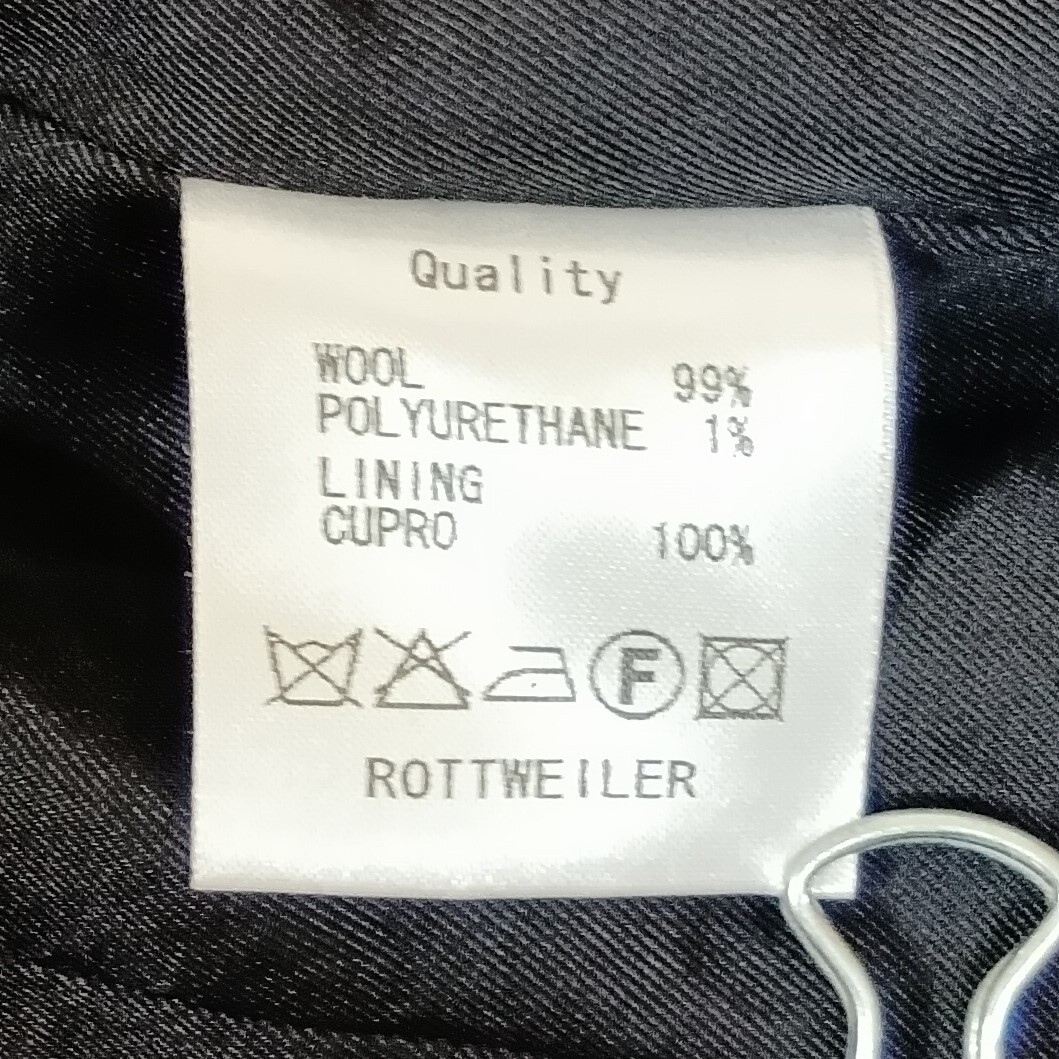 Quality
WOOL 99%
POLYURETHANE 1%
LINING
CUPRO 100%
F
ROTTWEILER